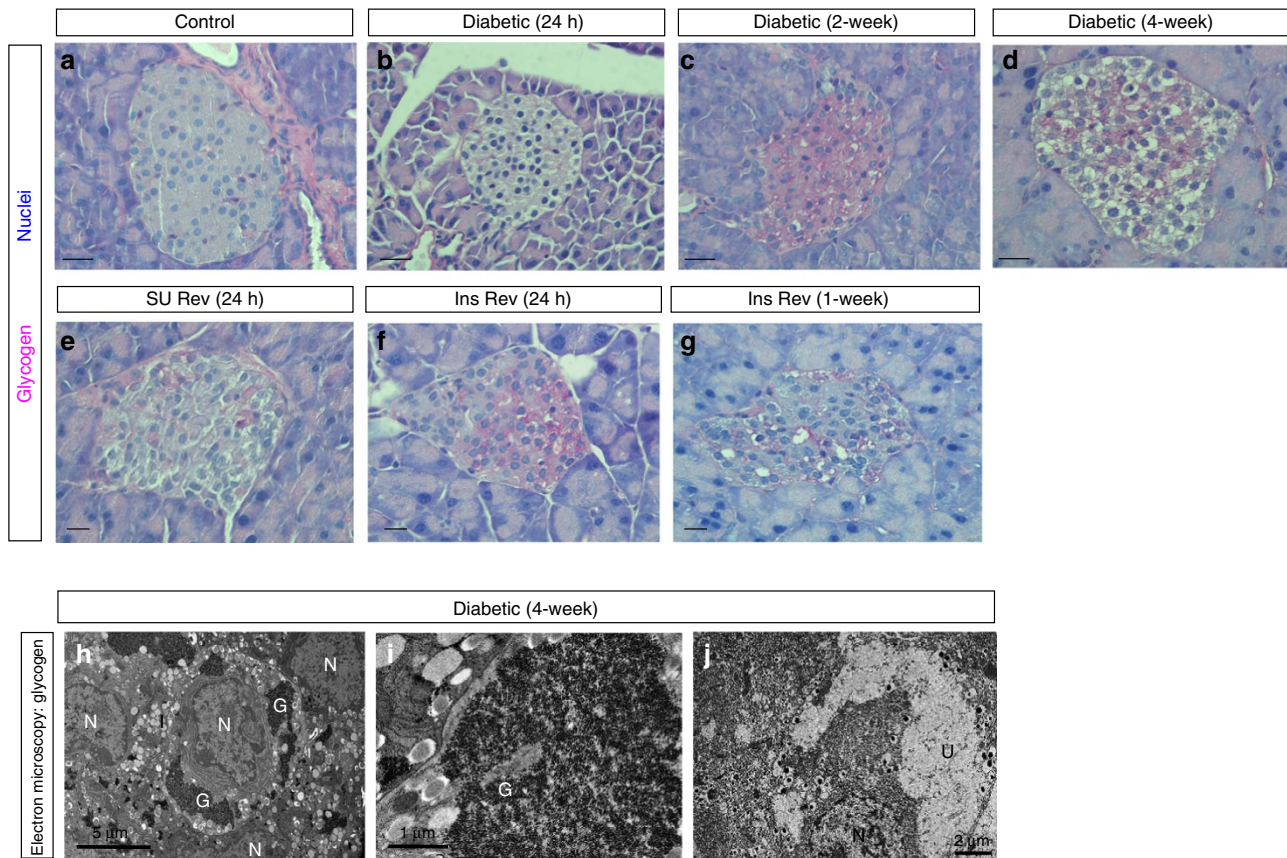 Control
Diabetic (24 h)
Diabetic (2-week)
Diabetic (4-week)
Nuclei
Glycogen
a
b
c
d
SU Rev (24 h)
Ins Rev (24 h)
Ins Rev (1-week)
e
f
g
Diabetic (4-week)
Electron microscopy: glycogen
h
N
N
N
G
G
I
N
5 μm
i
G
1 μm
j
U
N
2 μm